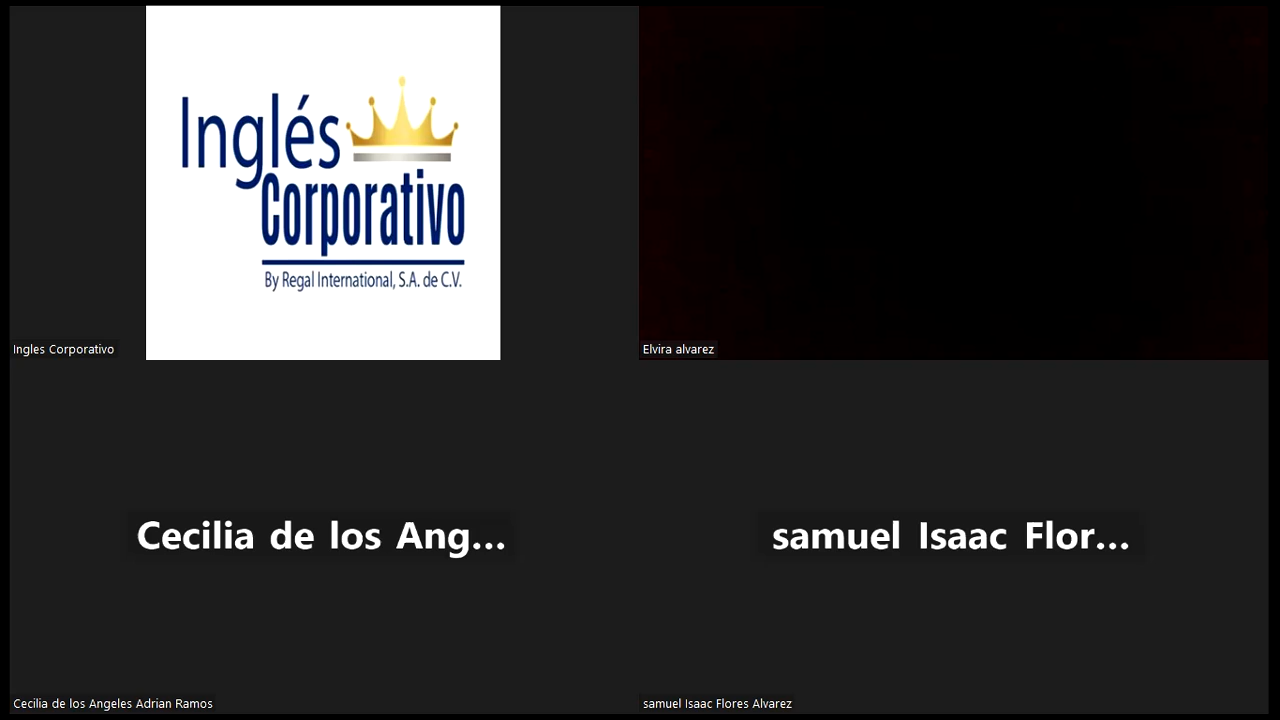 Inglés
Corporativo
By Regal International, S.A. de C.V.
Ingles Corporativo
Elvira alvarez
Cecilia de los Ang...
samuel Isaac Flor...
Cecilia de los Angeles Adrian Ramos
samuel Isaac Flores Alvarez